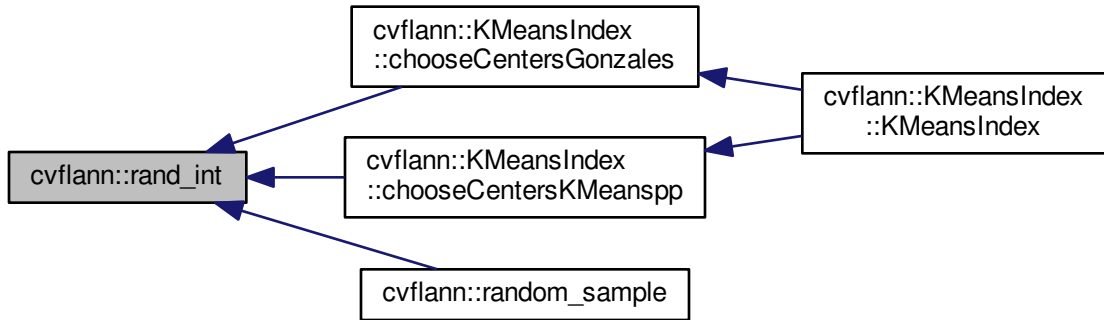 cvflann::rand_int
cvflann::KMeansIndex
::chooseCentersGonzales
cvflann::KMeansIndex
::chooseCentersKMeanspp
cvflann::random_sample
cvflann::KMeansIndex
::KMeansIndex